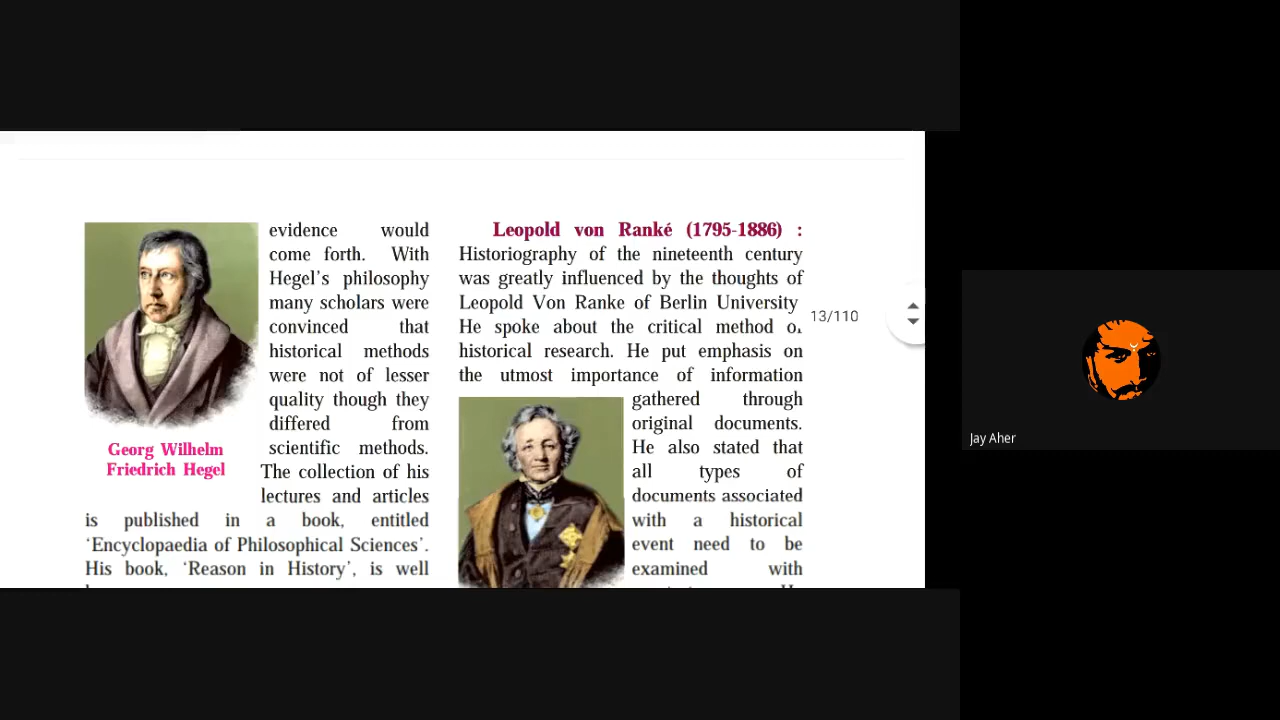 evidence would
come forth. With
Hegel's philosophy
many scholars were
convinced that
historical methods
were not of lesser
quality though they
differed from
scientific methods.
Georg Wilhelm
Friedrich Hegel
The collection of his
lectures and articles
is published in a book, entitled
‘Encyclopaedia of Philosophical Sciences’.
His book, ‘Reason in History’, is well
Leopold von Ranké (1795-1886) :
Historiography of the nineteenth century
was greatly influenced by the thoughts of
Leopold Von Ranke of Berlin University
He spoke about the critical method of
historical research. He put emphasis on
the utmost importance of information
gathered through
original documents.
He also stated that
all types of
documents associated
with a historical
event need to be
examined with
13/110
Jay Aher